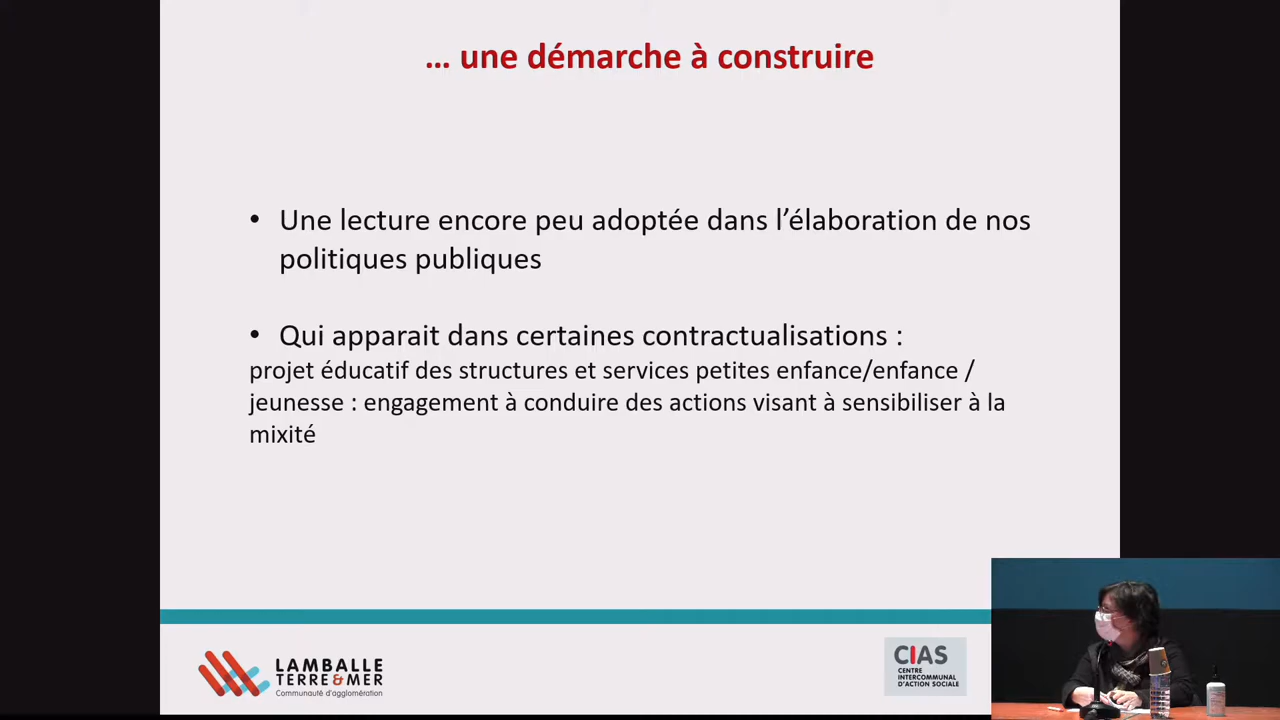 … une démarche à construire
• Une lecture encore peu adoptée dans l’élaboration de nos
politiques publiques
• Qui apparait dans certaines contractualisations :
projet éducatif des structures et services petites enfance/enfance /
jeunesse : engagement à conduire des actions visant à sensibiliser à la
mixité
LAMBALLE
TERRE&MER
Communauté d'agglomération
CIAS
CENTRE
INTERCOMMUNAL
D'ACTION SOCIALE